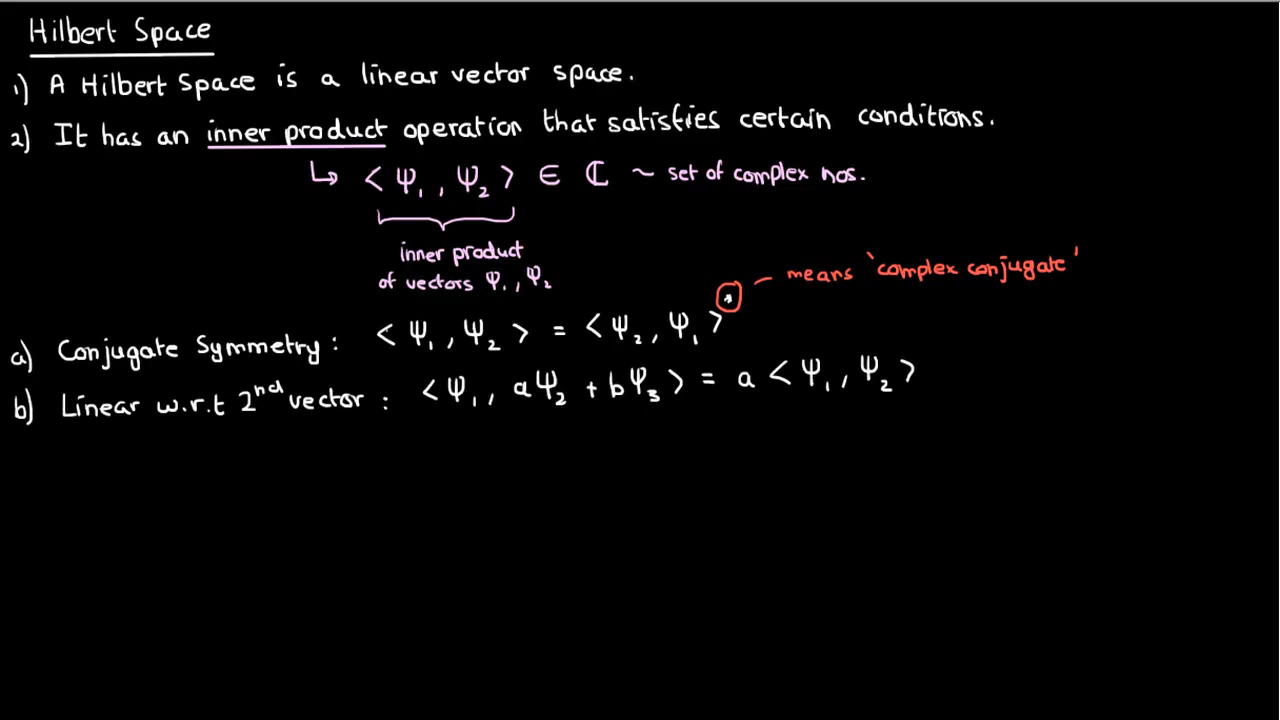 Hilbert Space
1) A Hilbert Space is a linear vector space.
2) It has an inner product operation that satisfies certain conditions.
↳ < Ψ₁ , Ψ₂ > ∈ ℂ ~ set of complex nos.
inner product
of vectors Ψ₁ , Ψ₂
* — means 'complex conjugate'
a) Conjugate Symmetry : < Ψ₁ , Ψ₂ > = < Ψ₂ , Ψ₁ >*
b) Linear w.r.t 2nd vector : < Ψ₁ , aΨ₂ + bΨ₃ > = a < Ψ₁ , Ψ₂ >